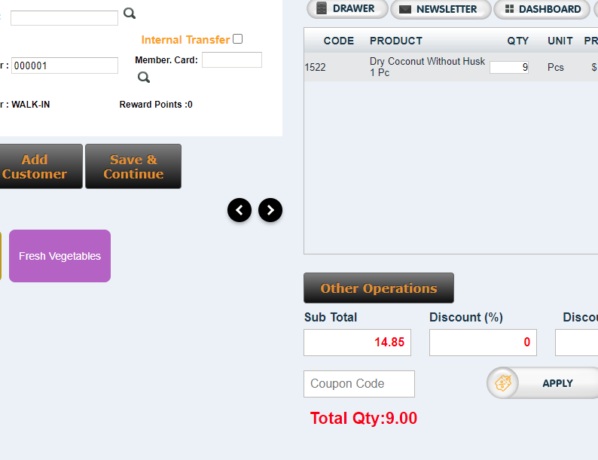 DRAWER NEWSLETTER DASHBOARD
Internal Transfer
CODE PRODUCT QTY UNIT PR
r : 000001 Member. Card:
1522 Dry Coconut Without Husk 9 Pcs $
1 Pc
r : WALK-IN Reward Points :0
Add Save &
Customer Continue
Fresh Vegetables
Other Operations
Sub Total Discount (%) Disco
14.85 0
Coupon Code APPLY
Total Qty:9.00